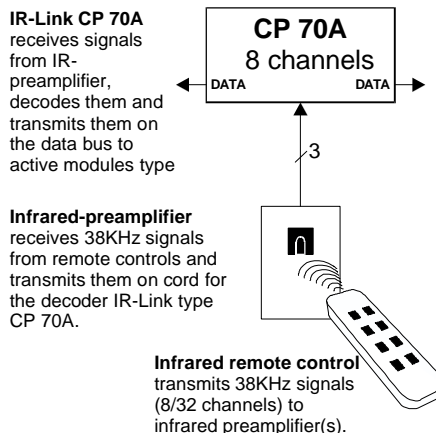 IR-Link CP 70A
receives signals
from IR-
preamplifier,
decodes them and
transmits them on
the data bus to
active modules type
CP 70A
8 channels
DATA
DATA
3
Infrared-preamplifier
receives 38KHz signals
from remote controls and
transmits them on cord for
the decoder IR-Link type
CP 70A.
Infrared remote control
transmits 38KHz signals
(8/32 channels) to
infrared preamplifier(s).